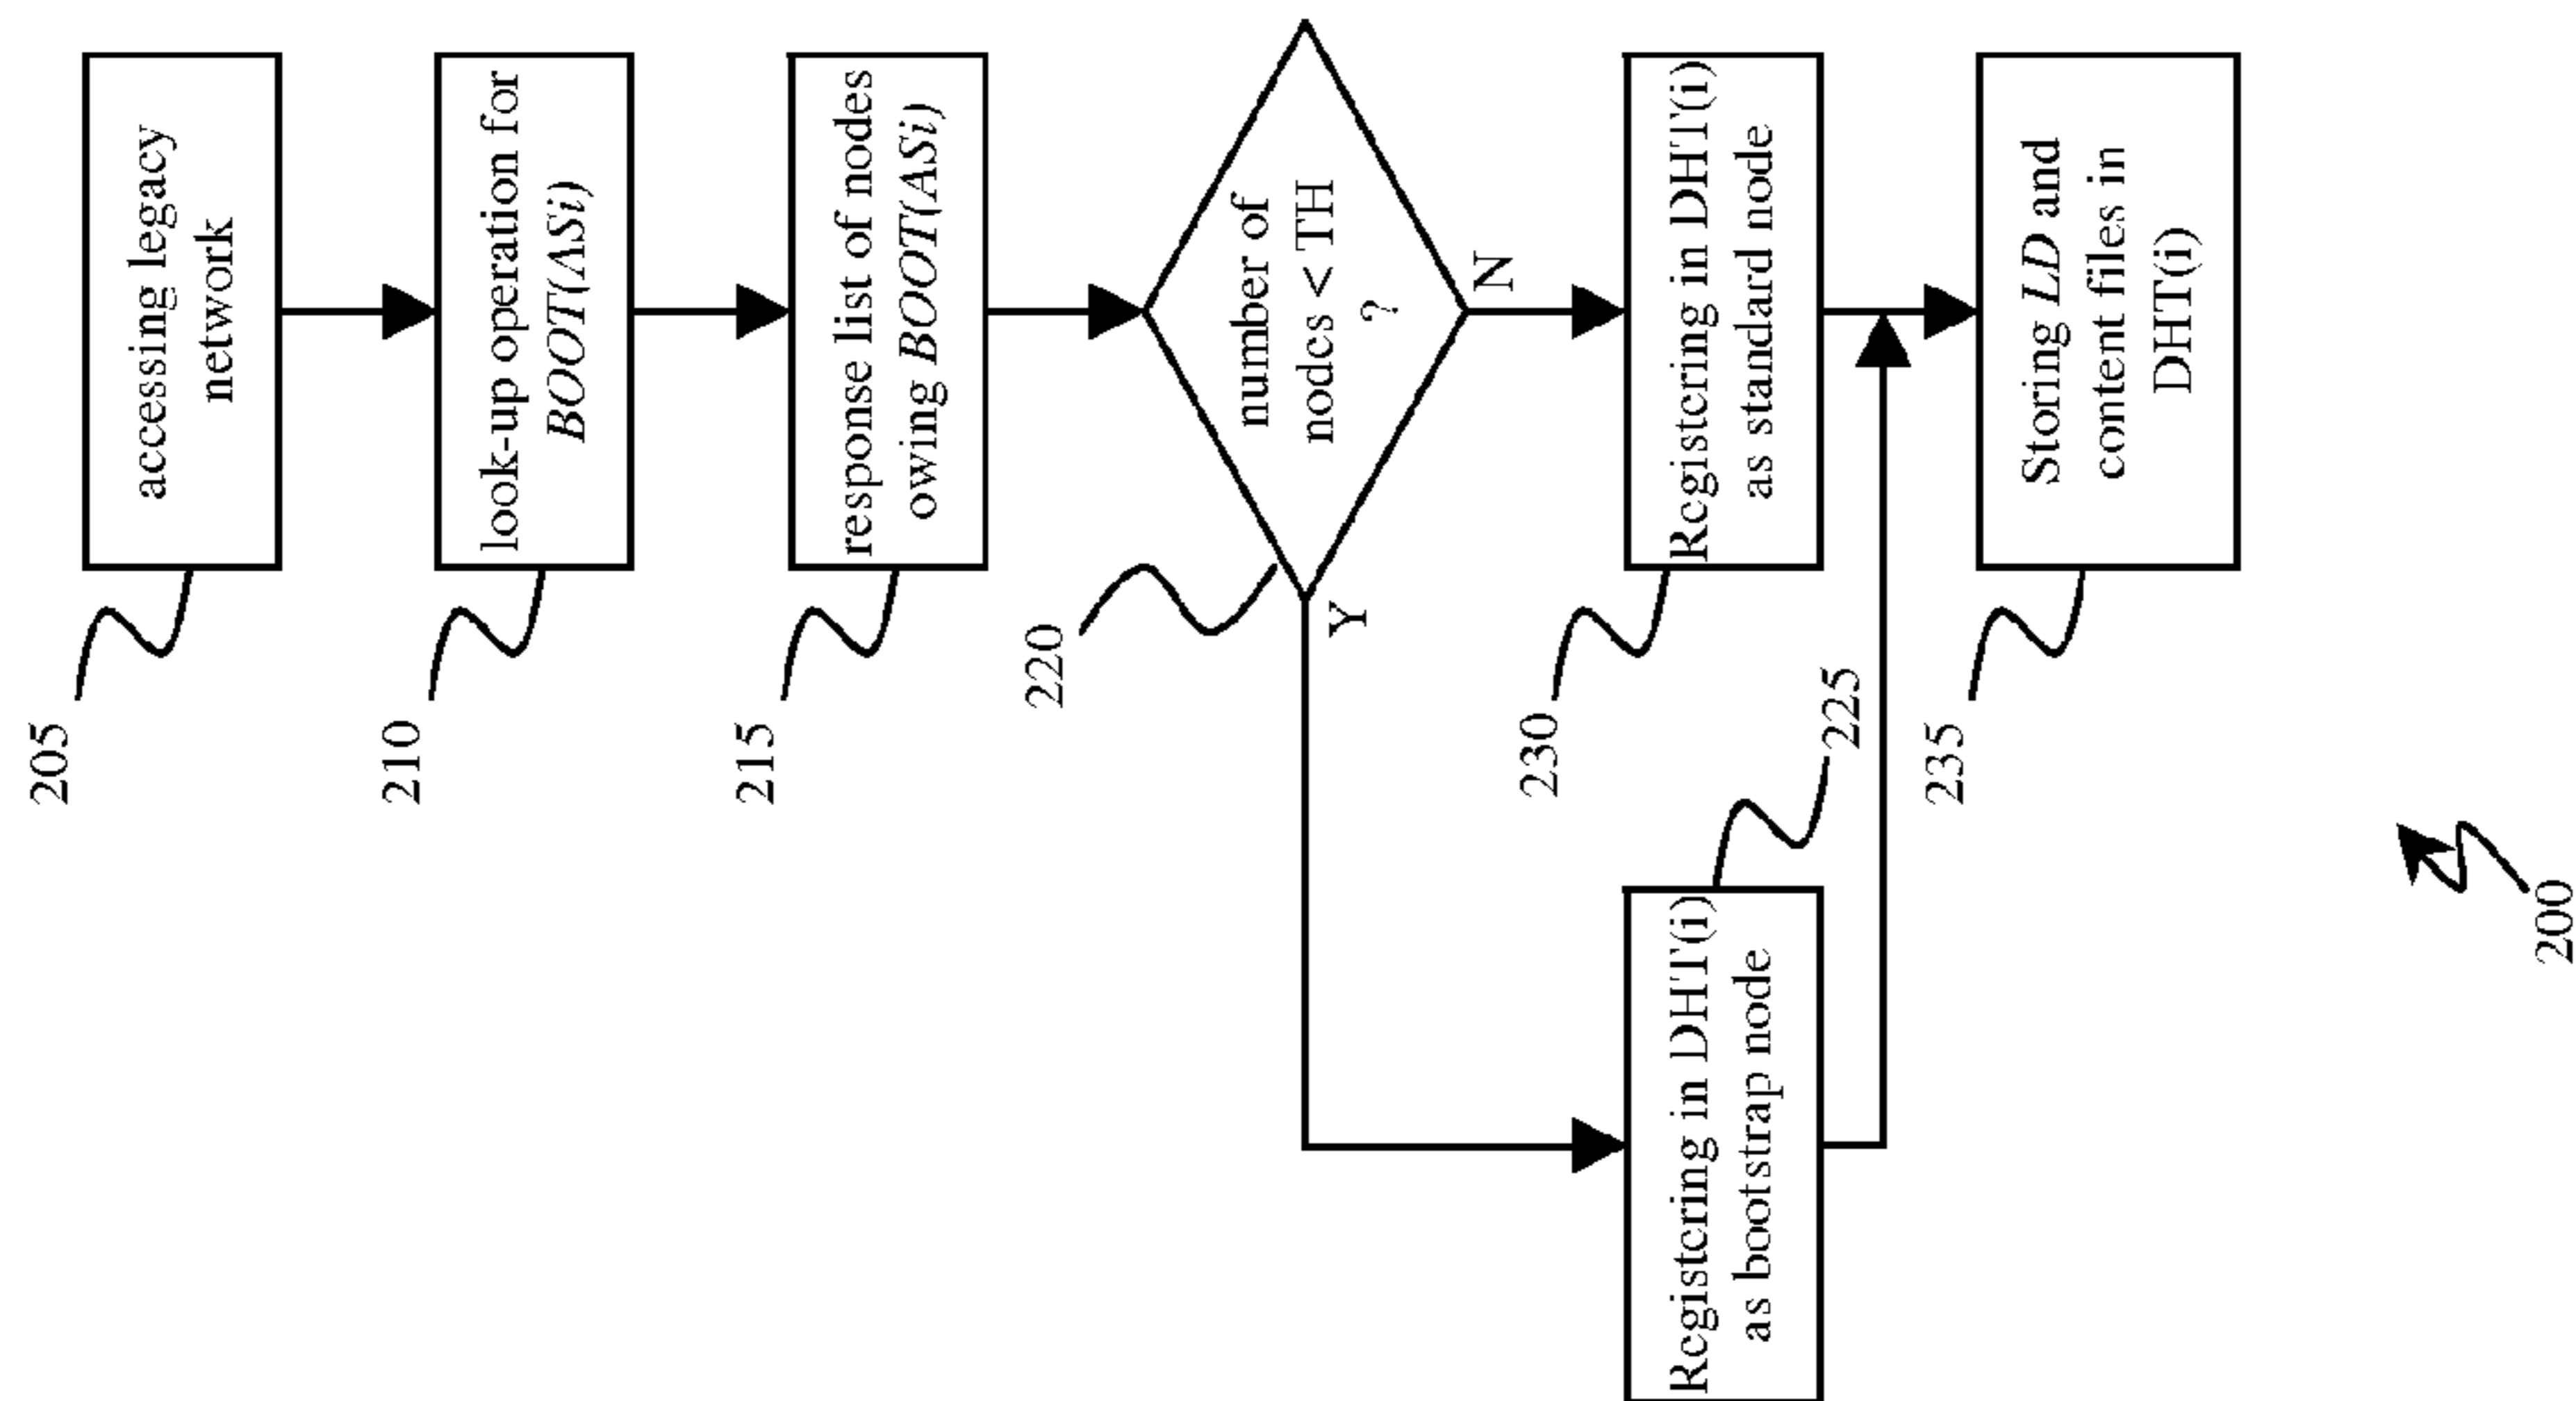 205
accessing legacy
network
210
look-up operation for
BOOT(ASi)
215
response list of nodes
owing BOOT(ASi)
220
number of
nodes < TH
?
Y
N
230
Registering in DHT(i)
as standard node
225
Registering in DHT(i)
as bootstrap node
235
Storing LD and
content files in
DHT(i)
200